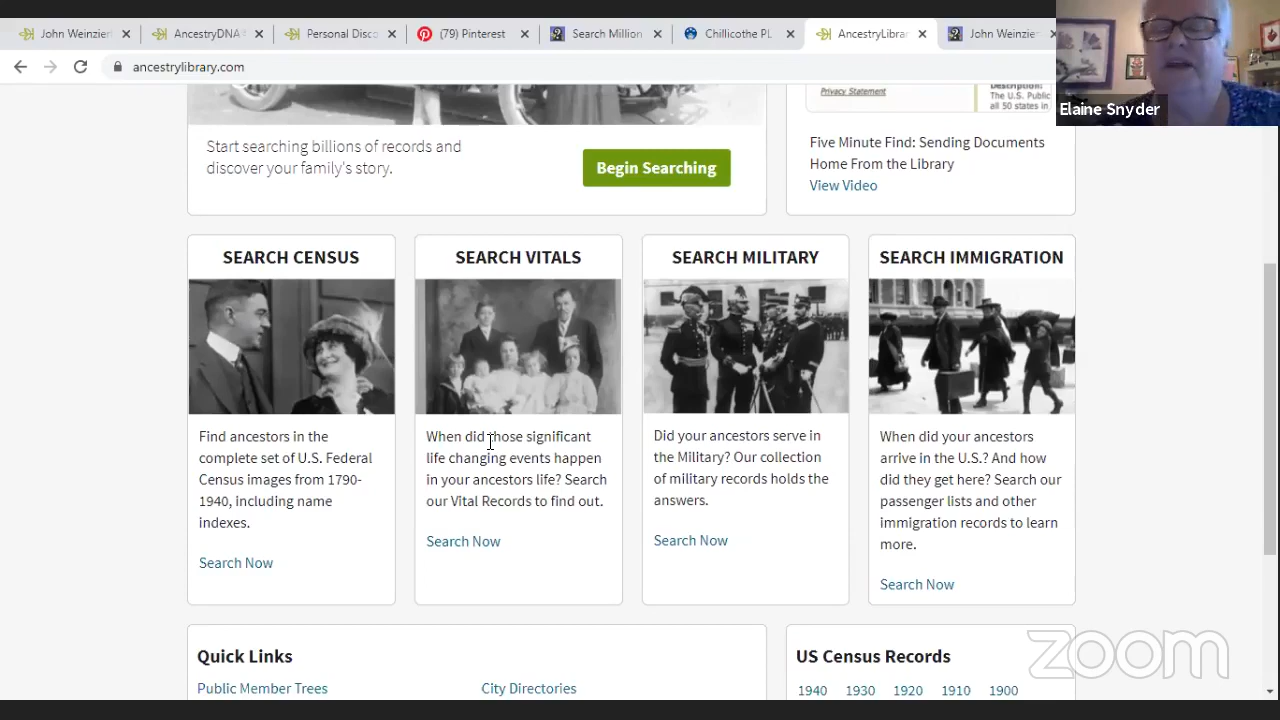 John Weinzier
AncestryDNA®
Personal Disco
(79) Pinterest
Search Million
Chillicothe PL
AncestryLibrar
John Weinzier
ancestrylibrary.com
Elaine Snyder
Start searching billions of records and
discover your family's story.
Begin Searching
Privacy Statement
Description:
The U.S. Public
all 50 states in
Five Minute Find: Sending Documents
Home From the Library
View Video
SEARCH CENSUS
Find ancestors in the
complete set of U.S. Federal
Census images from 1790-
1940, including name
indexes.
Search Now
SEARCH VITALS
When did those significant
life changing events happen
in your ancestors life? Search
our Vital Records to find out.
Search Now
SEARCH MILITARY
Did your ancestors serve in
the Military? Our collection
of military records holds the
answers.
Search Now
SEARCH IMMIGRATION
When did your ancestors
arrive in the U.S.? And how
did they get here? Search our
passenger lists and other
immigration records to learn
more.
Search Now
Quick Links
Public Member Trees
City Directories
US Census Records
1940 1930 1920 1910 1900
zoom